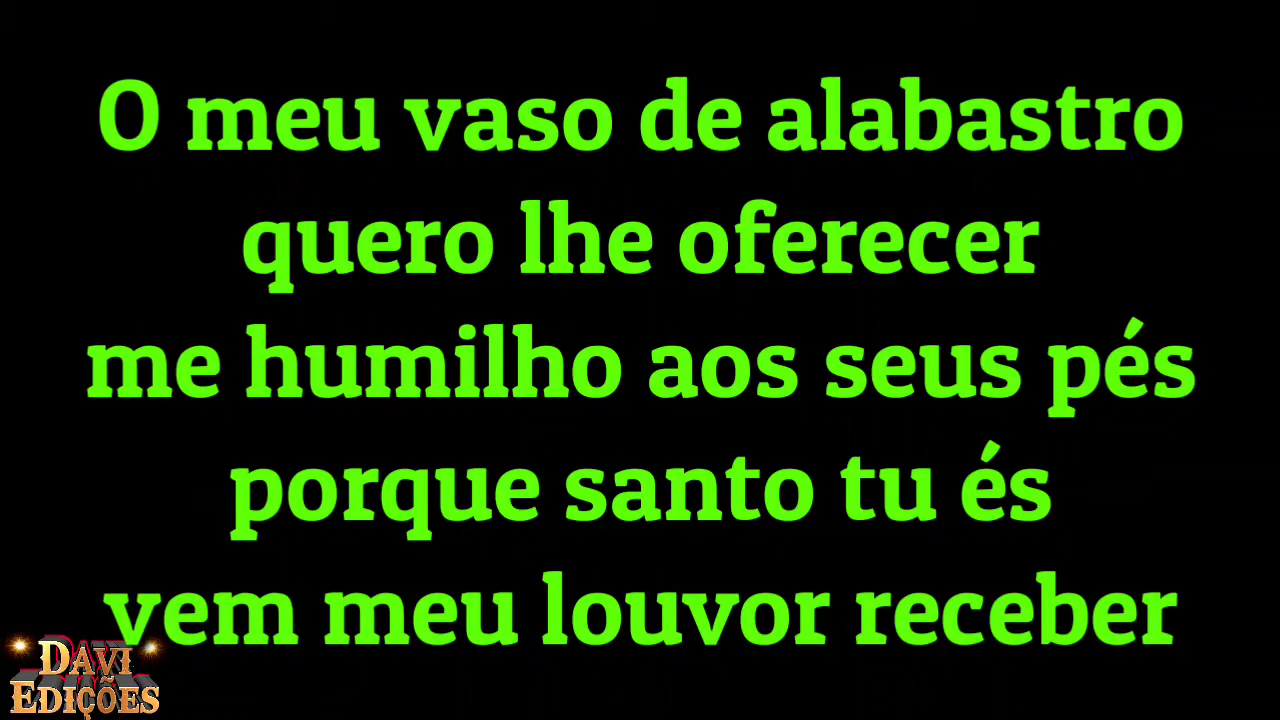 O meu vaso de alabastro
quero lhe oferecer
me humilho aos seus pés
porque santo tu és
vem meu louvor receber
DAVI
EDIÇÕES